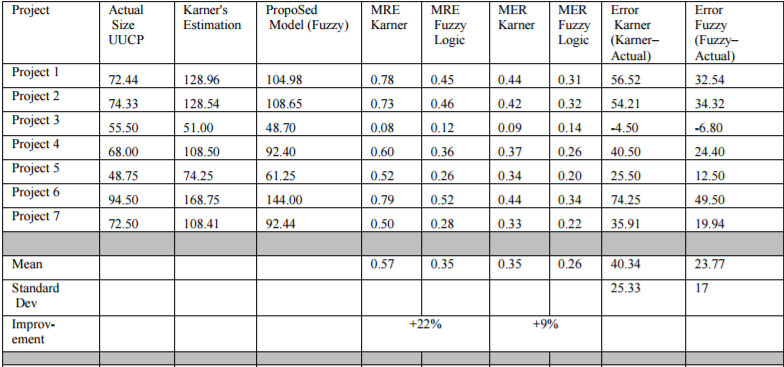 Project Actual Size UUCP Karner's Estimation PropoSed Model (Fuzzy) MRE Karner MRE Fuzzy Logic MER Karner MER Fuzzy Logic Error Karner (Karner– Actual) Error Fuzzy (Fuzzy– Actual)
Project 1 72.44 128.96 104.98 0.78 0.45 0.44 0.31 56.52 32.54
Project 2 74.33 128.54 108.65 0.73 0.46 0.42 0.32 54.21 34.32
Project 3 55.50 51.00 48.70 0.08 0.12 0.09 0.14 -4.50 -6.80
Project 4 68.00 108.50 92.40 0.60 0.36 0.37 0.26 40.50 24.40
Project 5 48.75 74.25 61.25 0.52 0.26 0.34 0.20 25.50 12.50
Project 6 94.50 168.75 144.00 0.79 0.52 0.44 0.34 74.25 49.50
Project 7 72.50 108.41 92.44 0.50 0.28 0.33 0.22 35.91 19.94
Mean 0.57 0.35 0.35 0.26 40.34 23.77
Standard Dev 25.33 17
Improv- ement +22% +9%